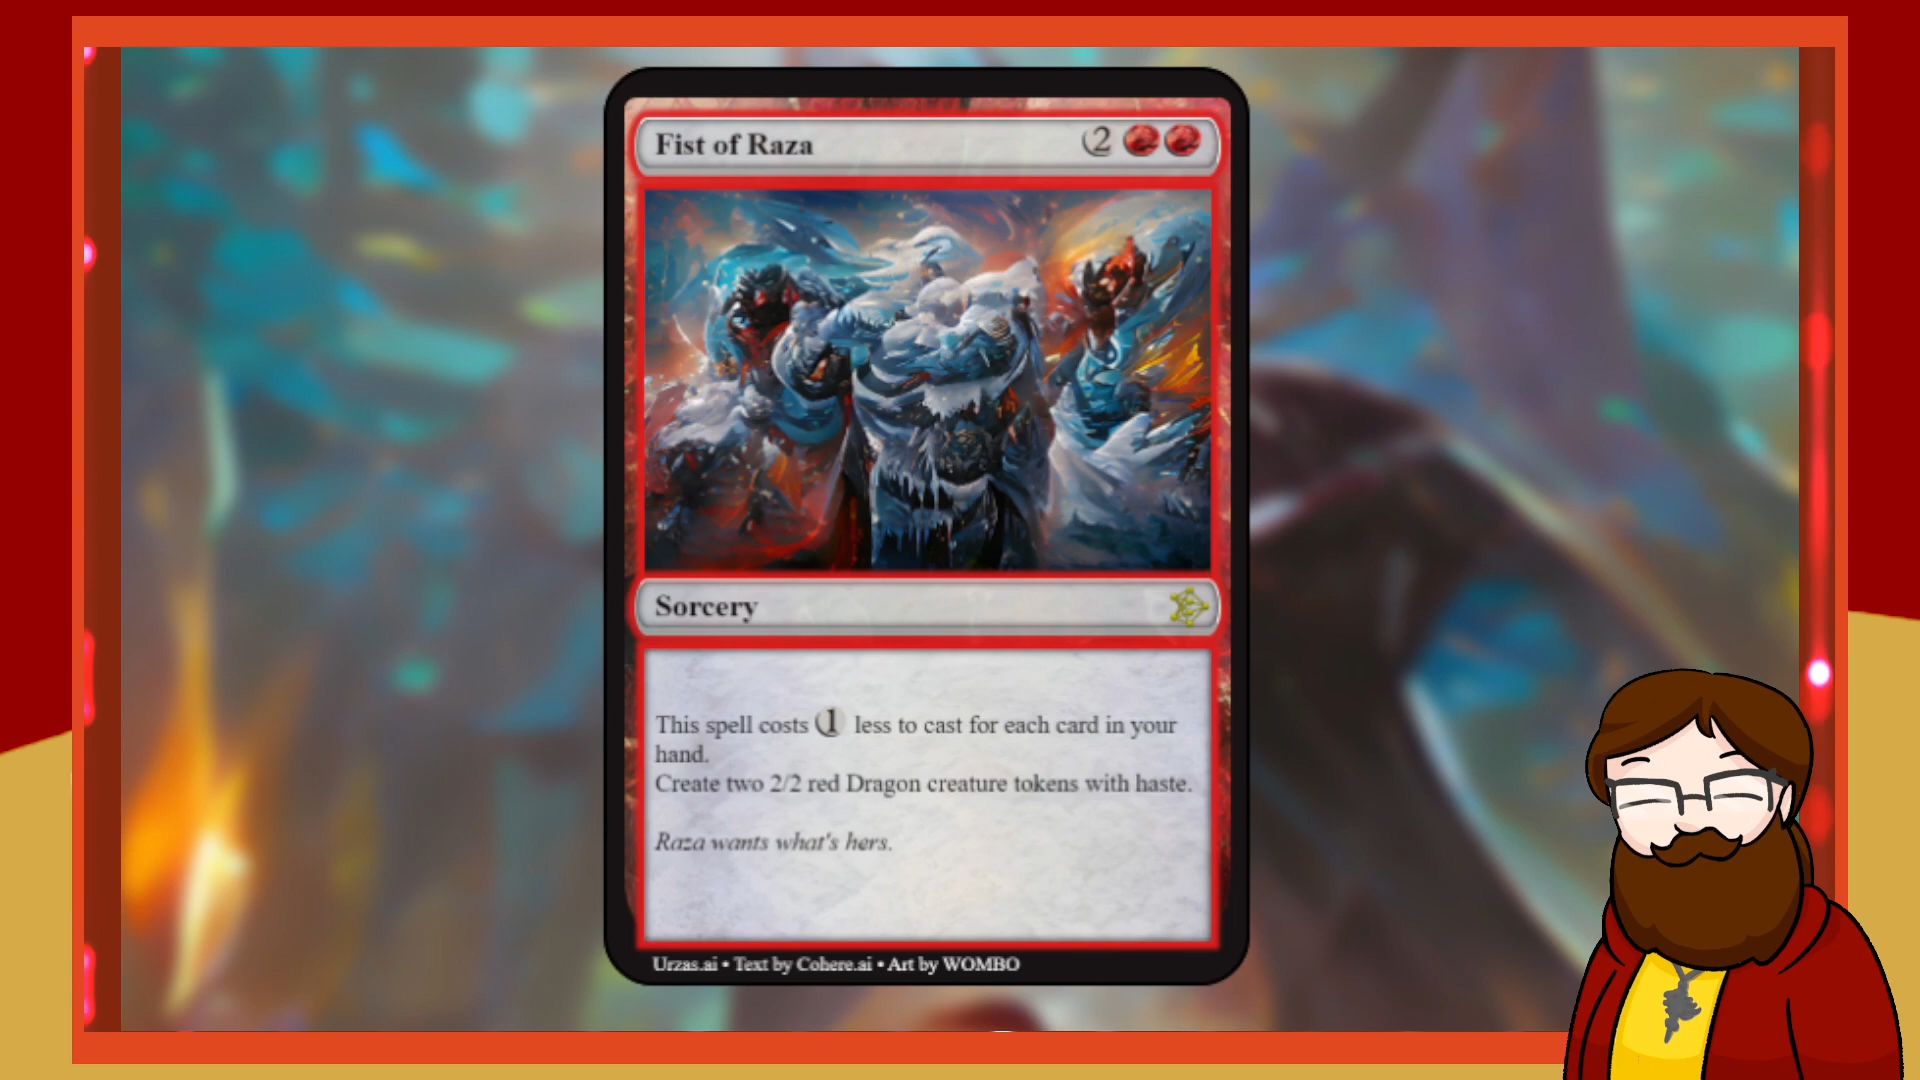 Fist of Raza 2
Sorcery
This spell costs 1 less to cast for each card in your
hand.
Create two 2/2 red Dragon creature tokens with haste.
Raza wants what's hers.
Urzas.ai • Text by Cohere.ai • Art by WOMBO